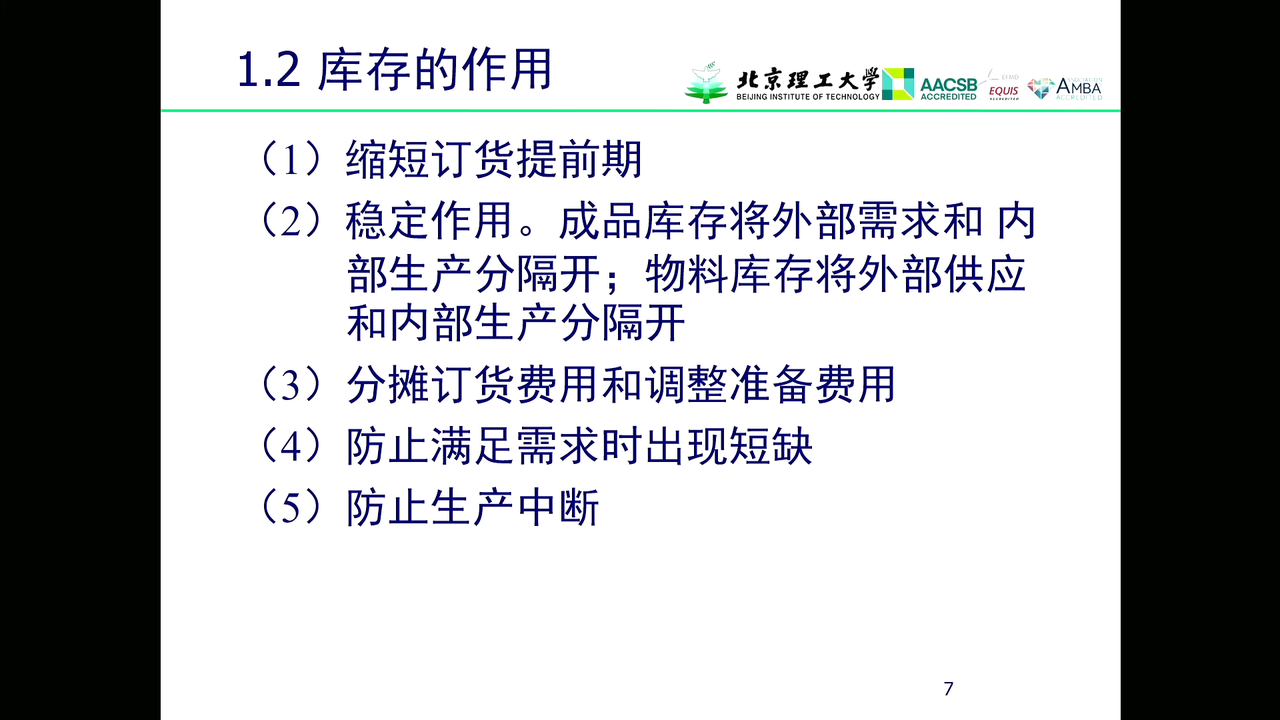 1.2 库存的作用
北京理工大学
BEIJING INSTITUTE OF TECHNOLOGY
AACSB
ACCREDITED
EFMD
EQUIS
ACCREDITED
ASSOCIATION
AMBA
ACCREDITED
（1）缩短订货提前期
（2）稳定作用。成品库存将外部需求和 内
部生产分隔开；物料库存将外部供应
和内部生产分隔开
（3）分摊订货费用和调整准备费用
（4）防止满足需求时出现短缺
（5）防止生产中断
7